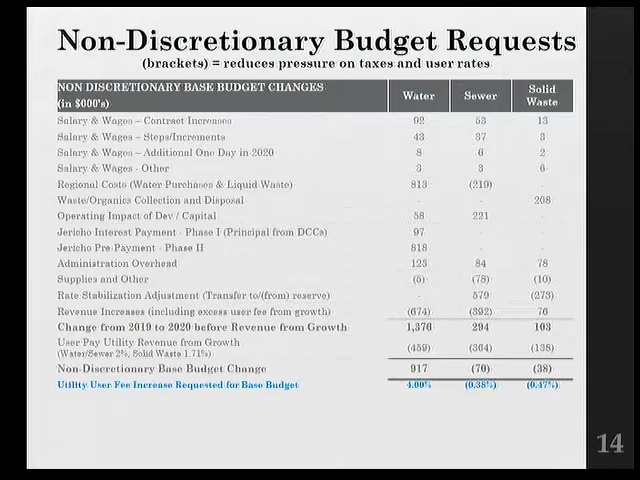 Non-Discretionary Budget Requests
(brackets) = reduces pressure on taxes and user rates
NON DISCRETIONARY BASE BUDGET CHANGES (in $000's) Water Sewer Solid Waste
Salary & Wages – Contract Increases 92 53 13
Salary & Wages – Steps/Increments 43 37 3
Salary & Wages – Additional One Day in 2020 8 6 2
Salary & Wages - Other 3 3 6
Regional Costs (Water Purchases & Liquid Waste) 813 (219) -
Waste/Organics Collection and Disposal - - 208
Operating Impact of Dev / Capital 58 221 -
Jericho Interest Payment - Phase I (Principal from DCCs) 97 - -
Jericho Pre-Payment - Phase II 818 - -
Administration Overhead 123 84 78
Supplies and Other (5) (78) (10)
Rate Stabilization Adjustment (Transfer to/(from) reserve) - 579 (273)
Revenue Increases (including excess user fee from growth) (674) (392) 76
Change from 2019 to 2020 before Revenue from Growth 1,376 294 103
User Pay Utility Revenue from Growth (459) (364) (138)
(Water/Sewer 2%, Solid Waste 1.71%)
Non-Discretionary Base Budget Change 917 (70) (38)
Utility User Fee Increase Requested for Base Budget 4.00% (0.38%) (0.47%)
14